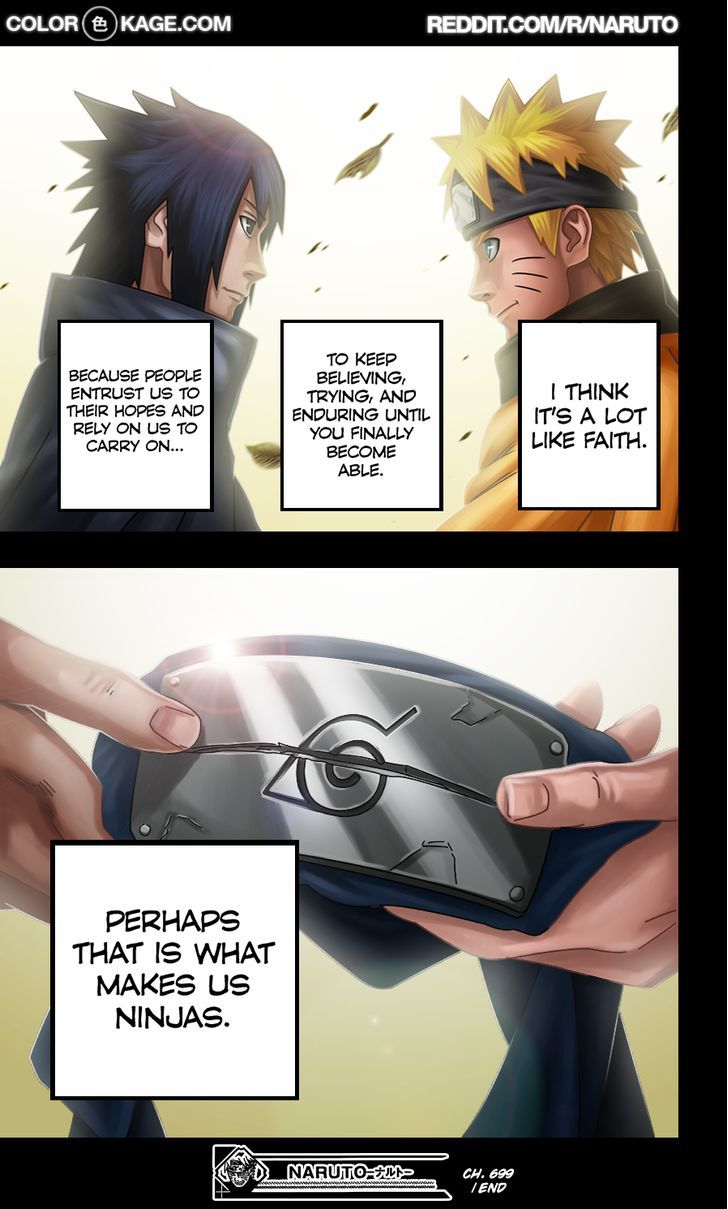 COLOR 色 KAGE.COM
REDDIT.COM/R/NARUTO
I THINK
IT'S A LOT
LIKE FAITH.
TO KEEP
BELIEVING,
TRYING, AND
ENDURING UNTIL
YOU FINALLY
BECOME
ABLE.
BECAUSE PEOPLE
ENTRUST US TO
THEIR HOPES AND
RELY ON US TO
CARRY ON...
PERHAPS
THAT IS WHAT
MAKES US
NINJAS.
NARUTO-ナルト-
CH. 699
/ END